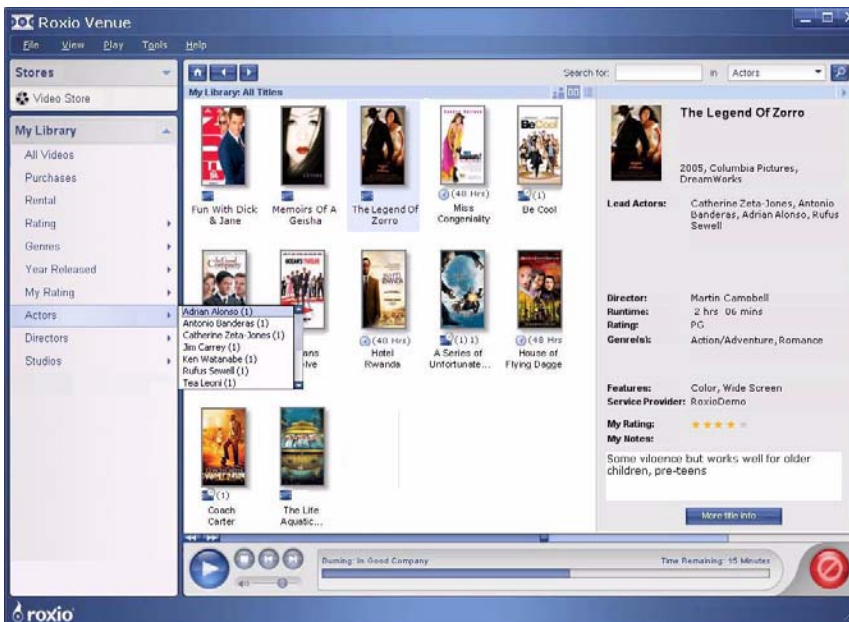 Roxio Venue
File View Play Tools Help
Stores
Video Store
My Library
All Videos
Purchases
Rental
Rating
Genres
Year Released
My Rating
Actors
Directors
Studios
Search for:
in Actors
My Library: All Titles
Fun With Dick
& Jane
Memoirs Of A
Geisha
The Legend Of
Zorro
(48 Hrs)
Miss
Congeniality
BeCool
(1)
Be Cool
Adrian Alonso (1)
Antonio Banderas (1)
Catherine Zeta-Jones (1)
Jim Carrey (1)
Ken Watanabe (1)
Rufus Sewell (1)
Tea Leoni (1)
(48 Hrs)
Hotel
Rwanda
(1)1)
A Series of
Unfortunate...
(48 Hrs
House of
Flying Dagge
(1)
Coach
Carter
The Life
Aquatic...
The Legend Of Zorro
2005, Columbia Pictures,
DreamWorks
Lead Actors: Catherine Zeta-Jones, Antonio
Banderas, Adrian Alonso, Rufus
Sewell
Director: Martin Campbell
Runtime: 2 hrs 06 mins
Rating: PG
Genre(s): Action/Adventure, Romance
Features: Color, Wide Screen
Service Provider: RoxioDemo
My Rating:
My Notes:
Some viloence but works well for older
children, pre-teens
More title info
Burning: In Good Company
Time Remaining: 15 Minutes
roxio